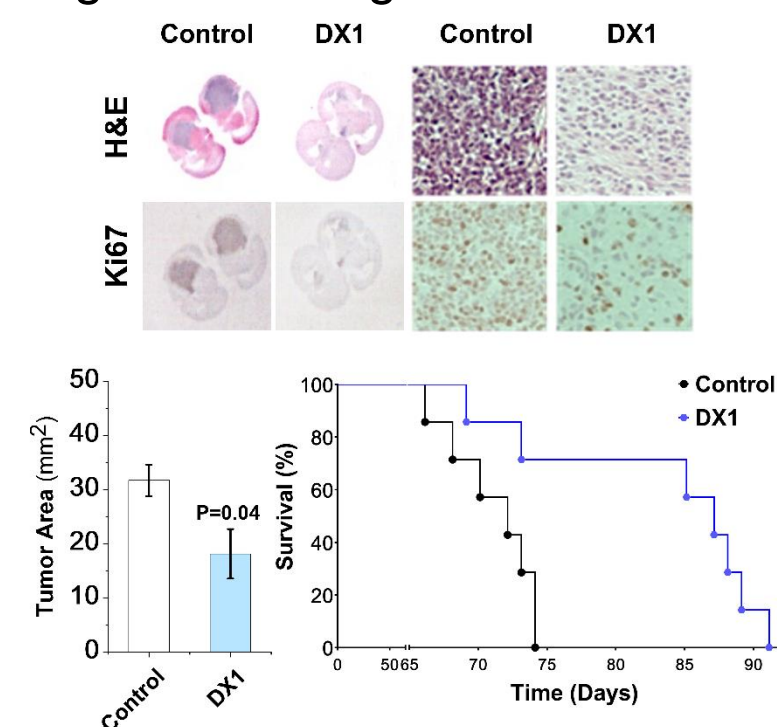 Control DX1 Control DX1
H&E
Ki67
50
40
30
20
10
0
Tumor Area (mm2)
P=0.04
Control DX1
100
80
60
40
20
0
Survival (%)
Control
DX1
0 50 65 70 75 80 85 90
Time (Days)